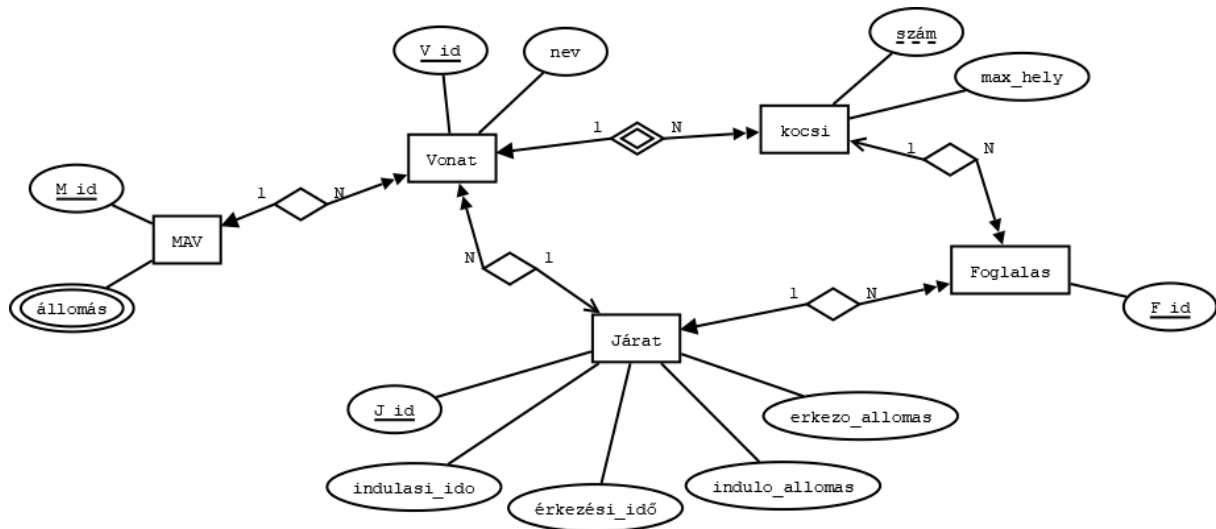 V_id
nev
szám
max_hely
1
N
kocsi
Vonat
1
N
M_id
1
N
MAV
N
1
Foglalas
állomás
1
N
F_id
Járat
J_id
erkezo_allomas
indulasi_ido
indulo_allomas
érkezési_idő